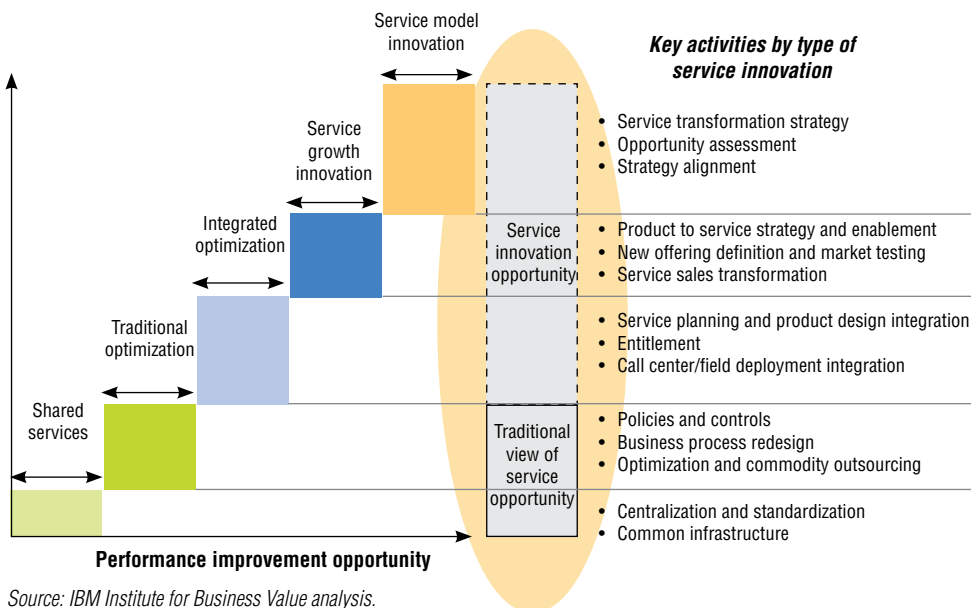 Service model
innovation
Service
growth
innovation
Integrated
optimization
Traditional
optimization
Shared
services
Performance improvement opportunity
Service
innovation
opportunity
Traditional
view of
service
opportunity
Key activities by type of
service innovation
• Service transformation strategy
• Opportunity assessment
• Strategy alignment
• Product to service strategy and enablement
• New offering definition and market testing
• Service sales transformation
• Service planning and product design integration
• Entitlement
• Call center/field deployment integration
• Policies and controls
• Business process redesign
• Optimization and commodity outsourcing
• Centralization and standardization
• Common infrastructure
Source: IBM Institute for Business Value analysis.